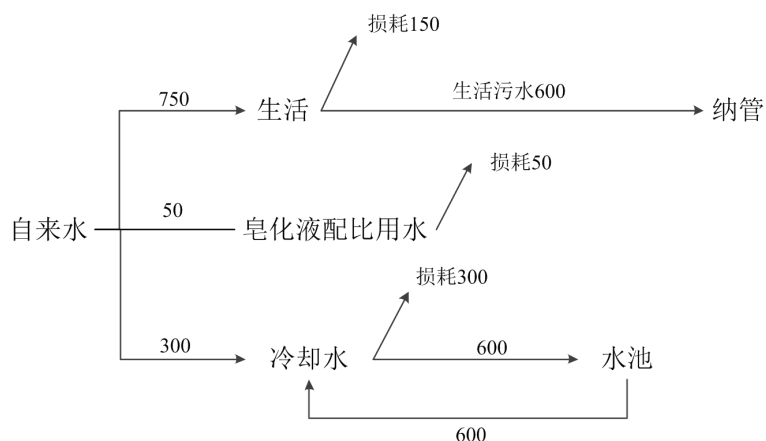 损耗150
750
生活
生活污水600
纳管
损耗50
自来水
50
皂化液配比用水
损耗300
300
冷却水
600
水池
600